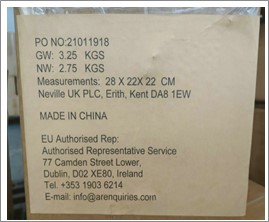 PO NO:21011918
GW: 3.25 KGS
NW: 2.75 KGS
Measurements: 28 X 22X 22 CM
Neville UK PLC, Erith, Kent DA8 1EW
MADE IN CHINA
EU Authorised Rep:
Authorised Representative Service
77 Camden Street Lower,
Dublin, D02 XE80, Ireland
Tel. +353 1903 6214
E-mail: info@arenquiries.com